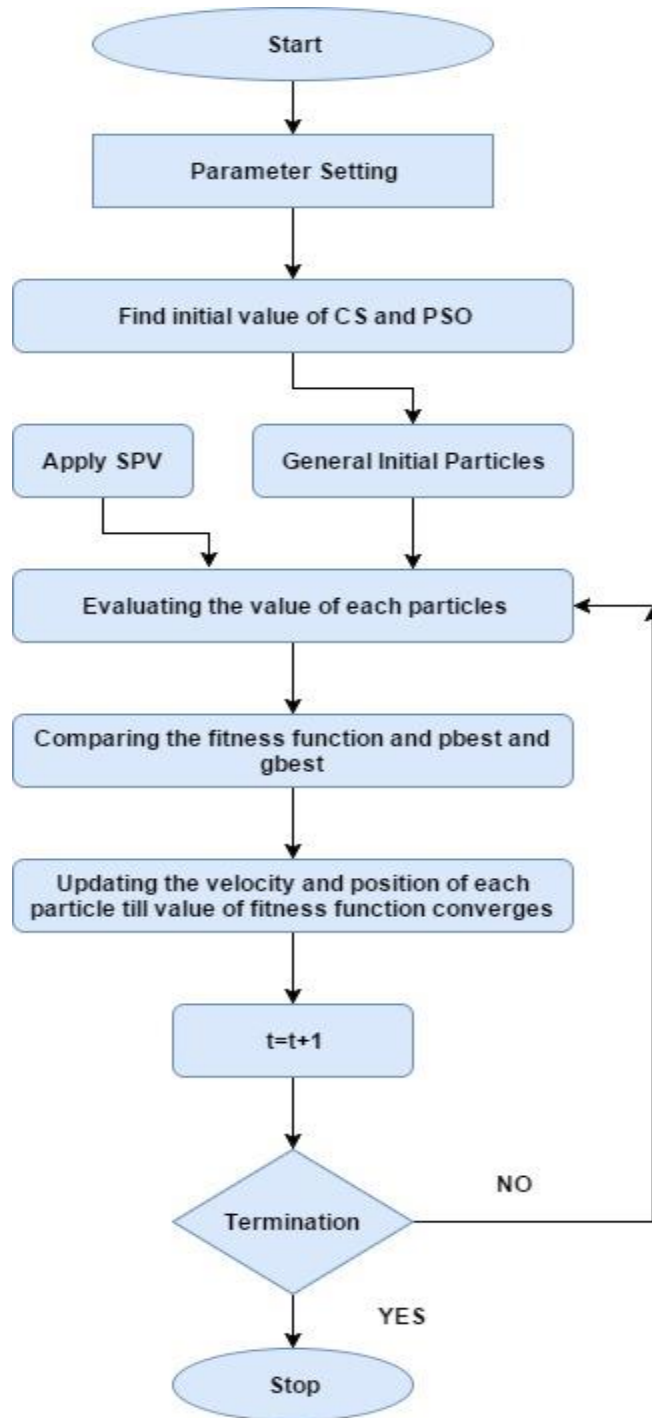 Start
Parameter Setting
Find initial value of CS and PSO
Apply SPV
General Initial Particles
Evaluating the value of each particles
Comparing the fitness function and pbest and
gbest
Updating the velocity and position of each
particle till value of fitness function converges
t=t+1
Termination
NO
YES
Stop